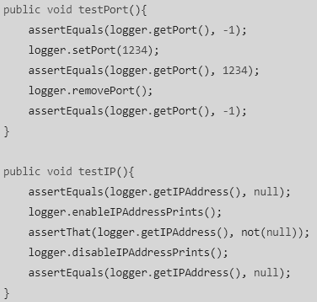 public void testPort(){
    assertEquals(logger.getPort(), -1);
    logger.setPort(1234);
    assertEquals(logger.getPort(), 1234);
    logger.removePort();
    assertEquals(logger.getPort(), -1);
}

public void testIP(){
    assertEquals(logger.getIPAddress(), null);
    logger.enableIPAddressPrints();
    assertThat(logger.getIPAddress(), not(null));
    logger.disableIPAddressPrints();
    assertEquals(logger.getIPAddress(), null);
}